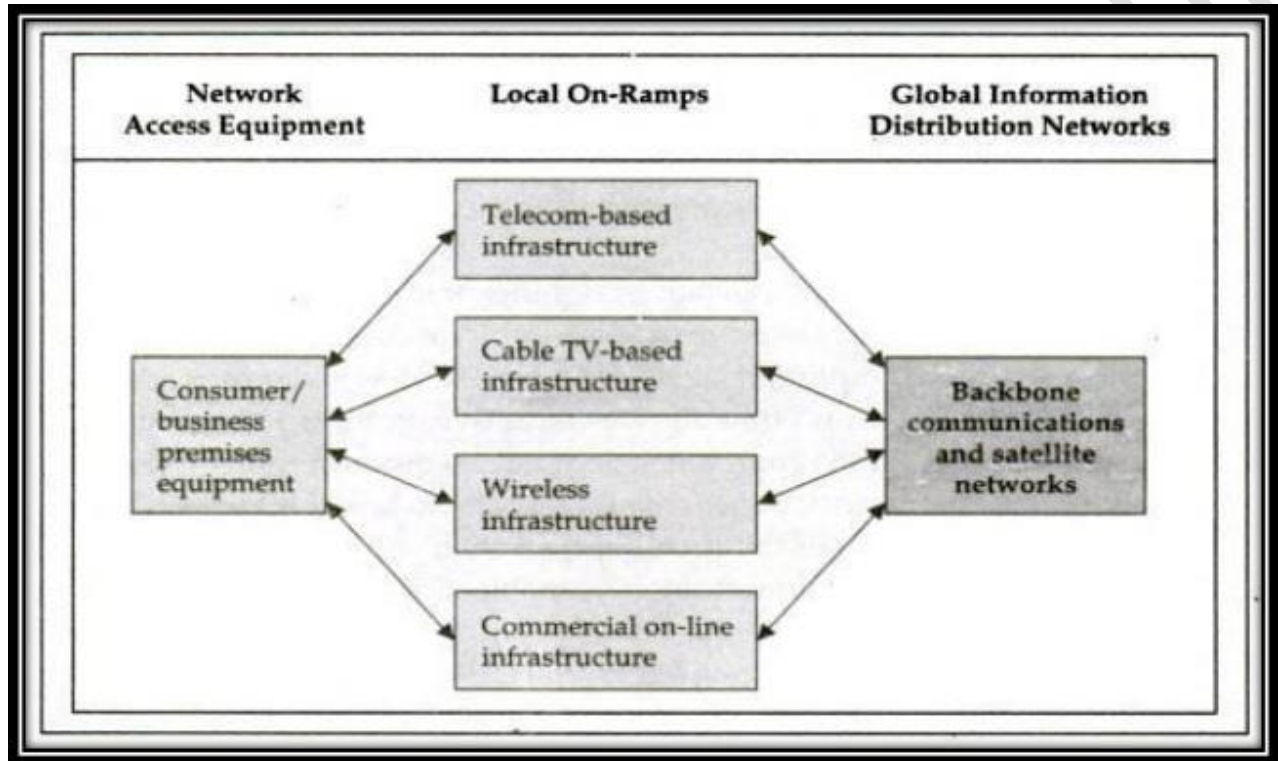 Network
Access Equipment
Local On-Ramps
Global Information
Distribution Networks
Telecom-based
infrastructure
Cable TV-based
infrastructure
Consumer/
business
premises
equipment
Backbone
communications
and satellite
networks
Wireless
infrastructure
Commercial on-line
infrastructure